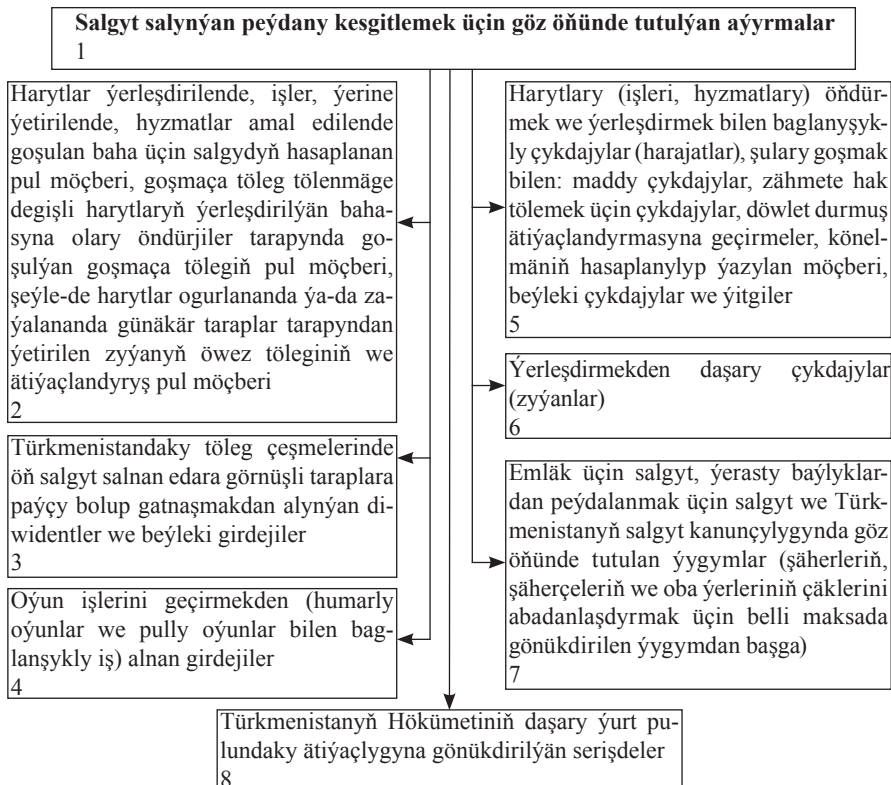 Salgyt salynýan peýdany kesgitlemek üçin göz öňünde tutulýan aýyrmalar
1
Harytlar ýerleşdirilende, işler, ýerine
ýetirilende, hyzmatlar amal edilende
goşulan baha üçin salgydyň hasaplanan
pul möçberi, goşmaça töleg tölenmäge
degişli harytlaryň ýerleşdirilýän baha-
syna olary öndürjiler tarapynda go-
şulýan goşmaça tölegiň pul möçberi,
şeýle-de harytlar ogurlananda ýa-da za-
ýalananda günäkär taraplar tarapyndan
ýetirilen zyýanyň öwez töleginiň we
ätiýaçlandyryş pul möçberi
2
Türkmenistandaky töleg çeşmelerinde
öň salgyt salnan edara görnüşli taraplara
paýçy bolup gatnaşmakdan alynýan di-
widentler we beýleki girdejiler
3
Oýun işlerini geçirmekden (humarly
oýunlar we pully oýunlar bilen bag-
lanşykly iş) alnan girdejiler
4
Harytlary (işleri, hyzmatlary) öňdür-
mek we ýerleşdirmek bilen baglanyşyk-
ly çykdajylar (harajatlar), şulary goşmak
bilen: maddy çykdajylar, zähmete hak
tölemek üçin çykdajylar, döwlet durmuş
ätiýaçlandyrmasyna geçirmeler, könel-
mäniň hasaplanylyp ýazylan möçberi,
beýleki çykdajylar we ýitgiler
5
Ýerleşdirmekden daşary çykdajylar
(zyýanlar)
6
Emläk üçin salgyt, ýerasty baýlyklar-
dan peýdalanmak üçin salgyt we Türk-
menistanyň salgyt kanunçylygynda göz
öňünde tutulan ýygymlar (şäherleriň,
şäherçeleriň we oba ýerleriniň çäklerini
abadanlaşdyrmak üçin belli maksada
gönükdirilen ýygymdan başga)
7
Türkmenistanyň Hökümetiniň daşary ýurt pu-
lundaky ätiýaçlygyna gönükdirilýän serişdeler
8